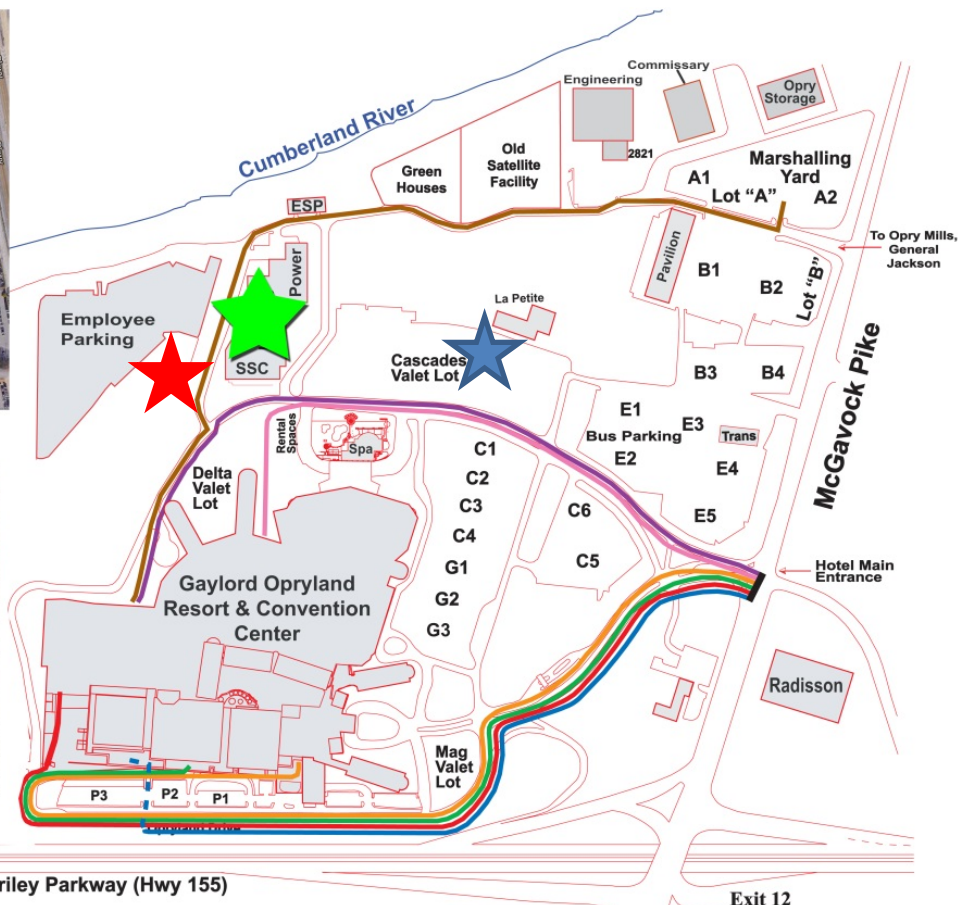 Commissary
Engineering
Opry
Storage
Cumberland River
2821
Old
Satellite
Facility
Green
Houses
Marshalling
Yard
A1
Lot "A"
A2
ESP
To Opry Mills,
General
Jackson
Pavilion
B1
B2
Lot "B"
Power
La Petite
Employee
Parking
SSC
Cascades
Valet Lot
B3
B4
McGavock Pike
E1
E3
Bus Parking
Trans
E2
E4
Rental
Spaces
Spa
C1
C2
C3
C4
C6
C5
E5
Delta
Valet
Lot
G1
G2
G3
Hotel Main
Entrance
Gaylord Opryland
Resort & Convention
Center
Radisson
Mag
Valet
Lot
P3
P2
P1
Opryland Drive
riley Parkway (Hwy 155)
Exit 12